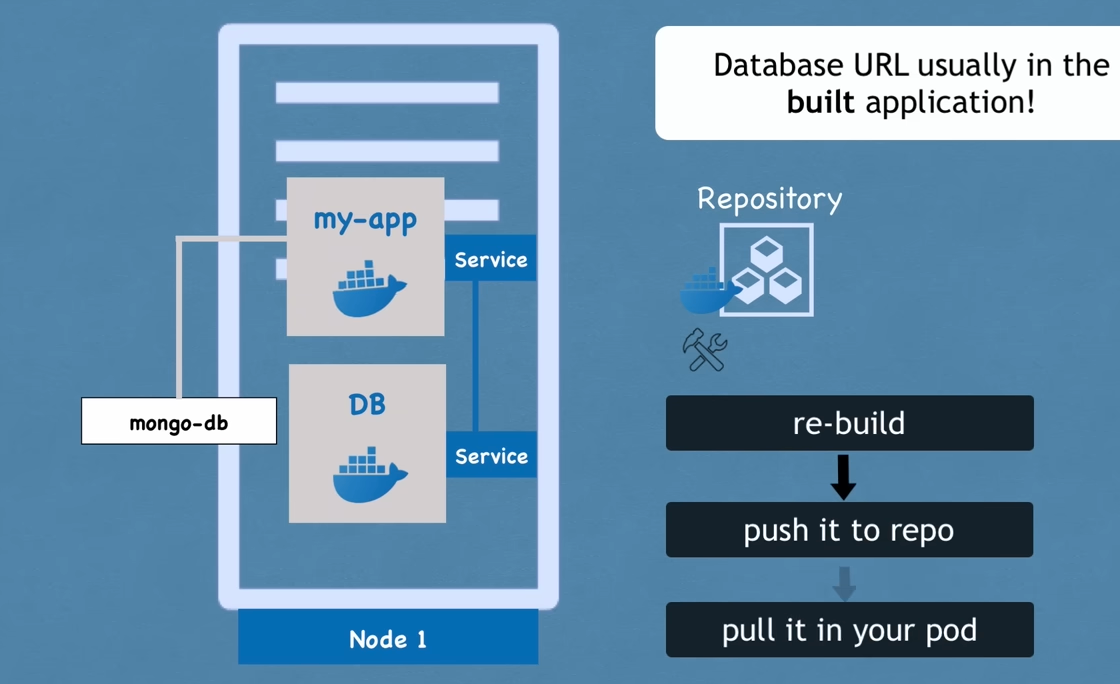 Database URL usually in the
built application!
Repository
my-app
Service
mongo-db
DB
Service
Node 1
re-build
push it to repo
pull it in your pod